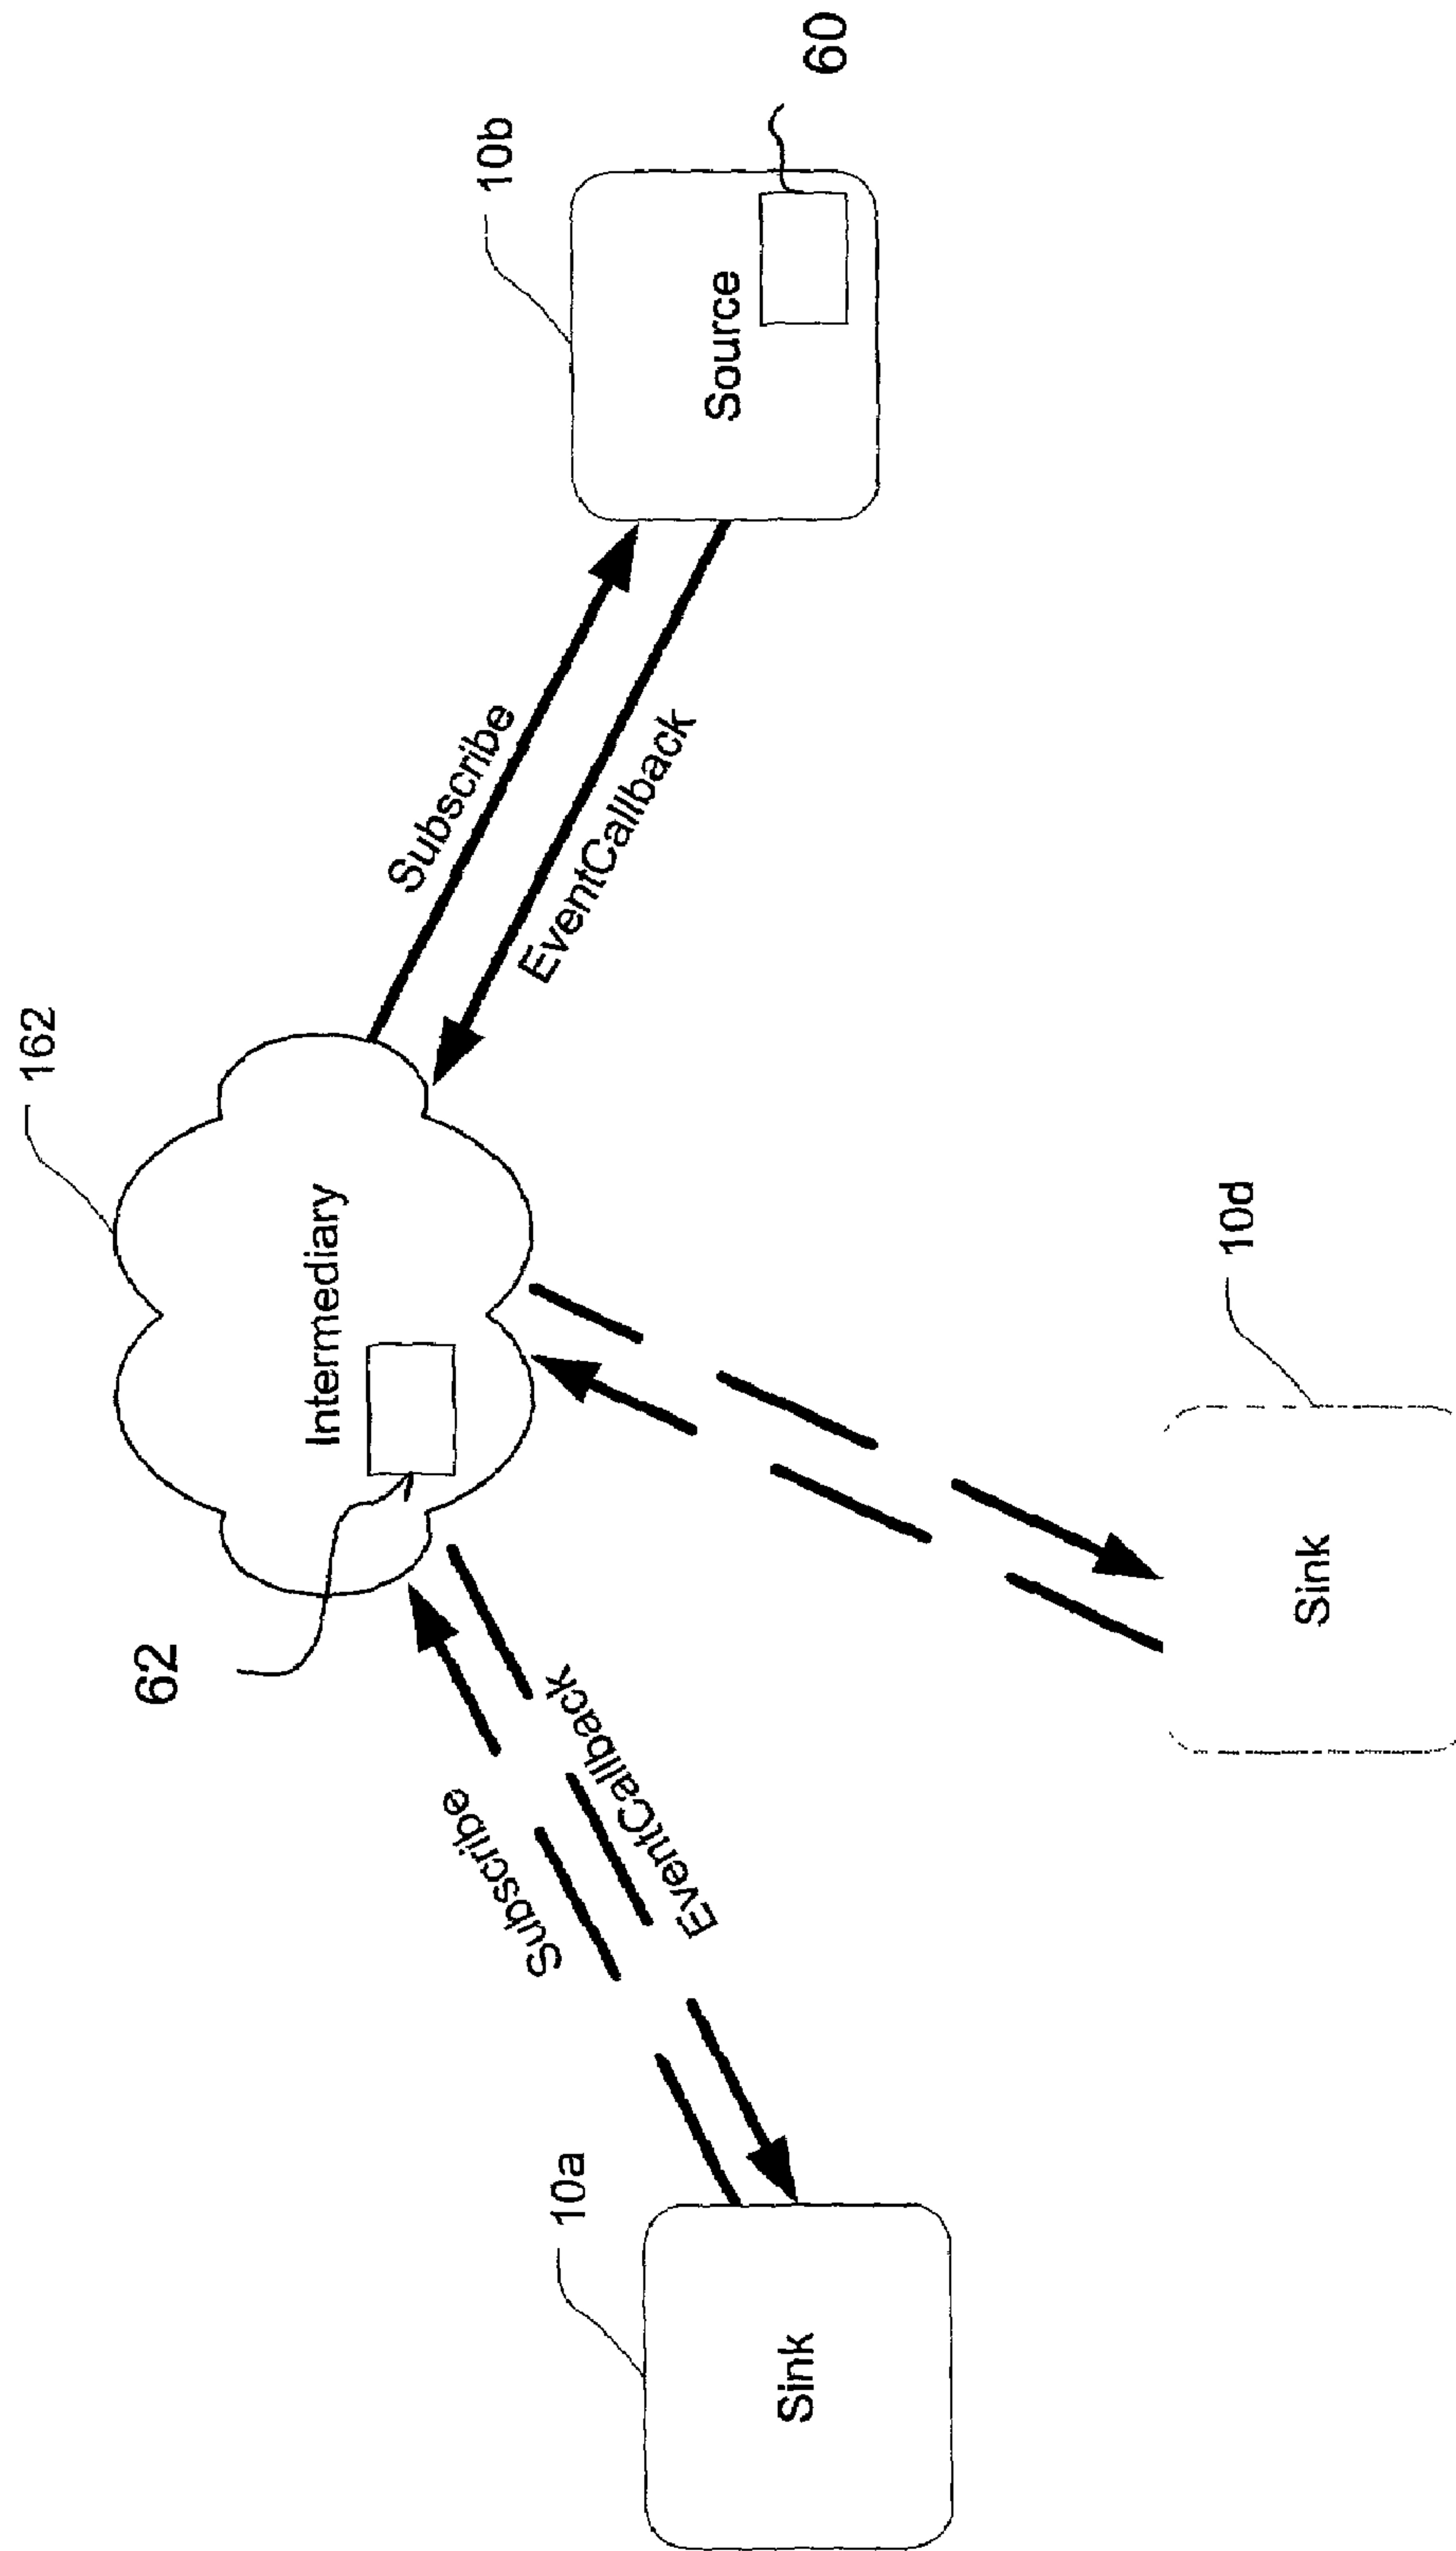 162
Intermediary
62
Subscribe
EventCallback
10b
Source
60
Subscribe
EventCallback
10a
Sink
10d
Sink